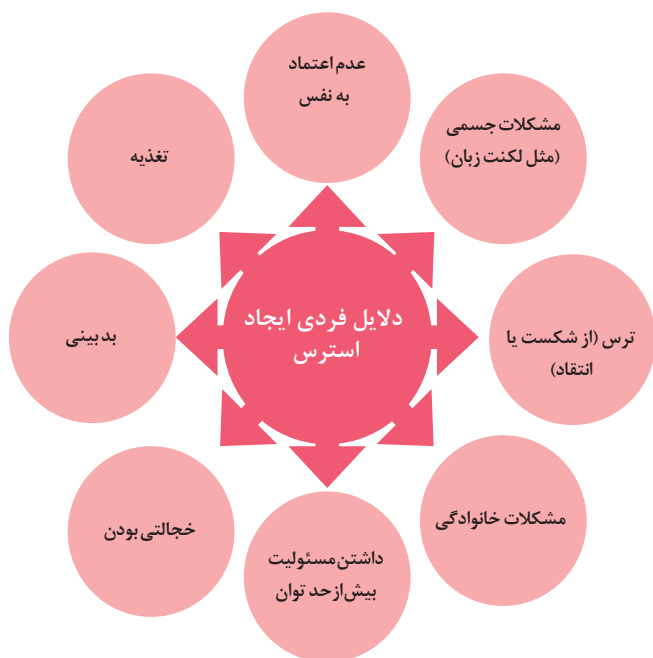 دلایل فردی ایجاد
استرس
عدم اعتماد
به نفس
مشکلات جسمی
(مثل لکنت زبان)
ترس (از شکست یا
انتقاد)
مشکلات خانوادگی
داشتن مسئولیت
بیش از حد توان
خجالتی بودن
بدبینی
تغذیه